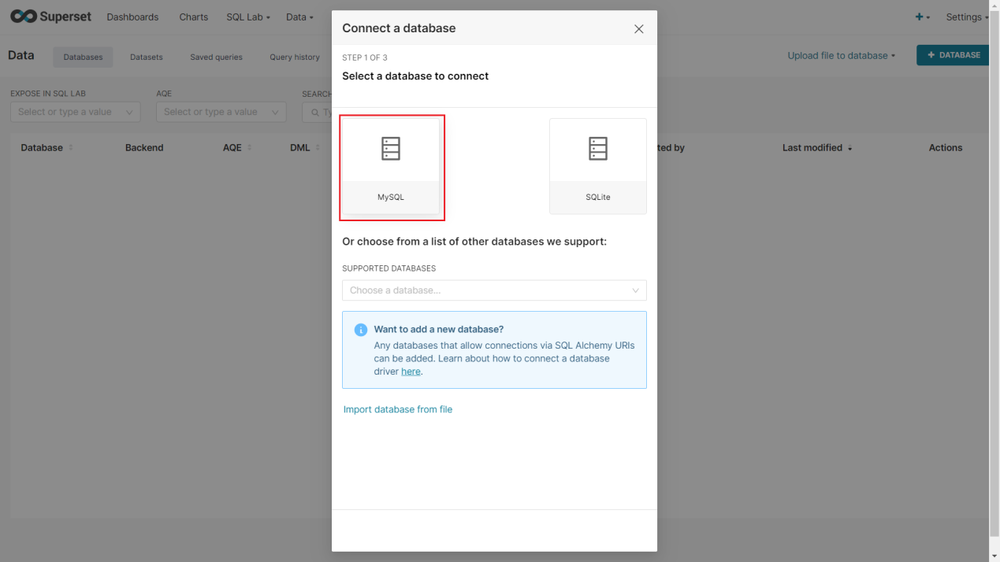 Superset Dashboards Charts SQL Lab Data Settings
Data Databases Datasets Saved queries Query history Upload file to database + DATABASE
EXPOSE IN SQL LAB AQE SEARCH
Select or type a value Select or type a value
Database Backend AQE DML Last modified Actions
Connect a database
STEP 1 OF 3
Select a database to connect
MySQL SQLite
Or choose from a list of other databases we support:
SUPPORTED DATABASES
Choose a database...
Want to add a new database?
Any databases that allow connections via SQL Alchemy URIs
can be added. Learn about how to connect a database
driver here.
Import database from file